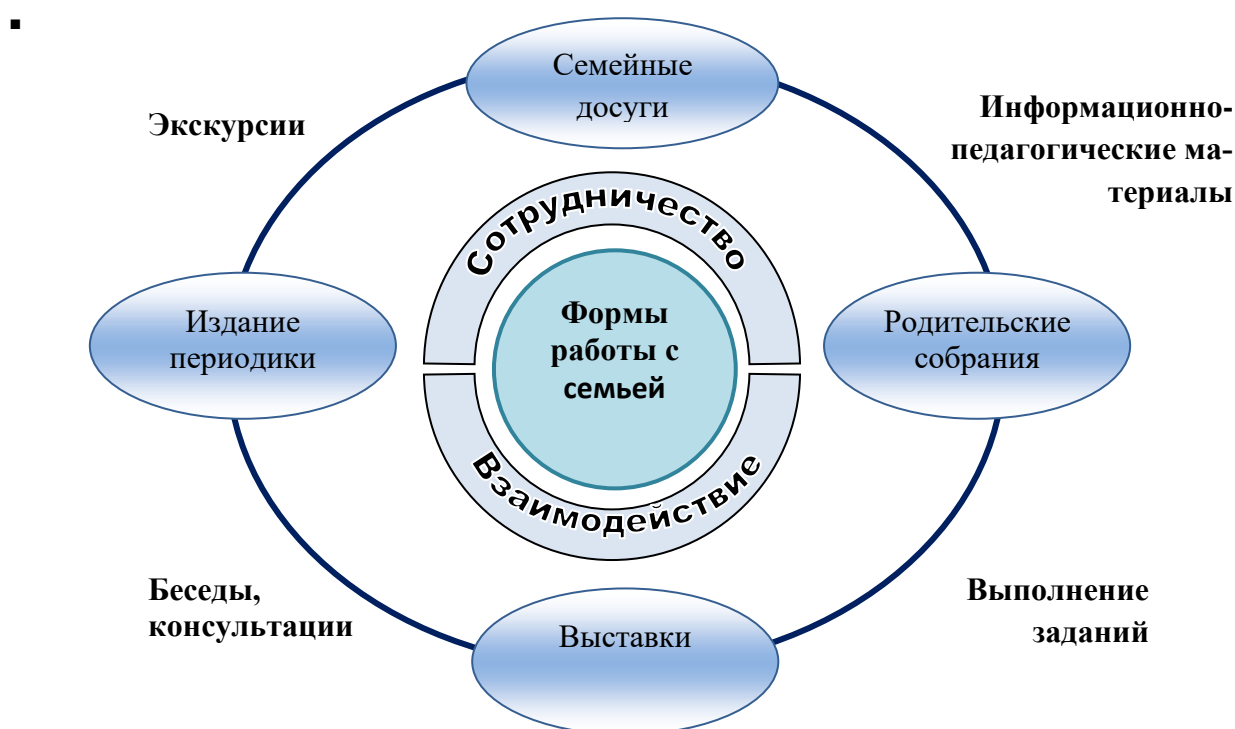 Семейные
досуги
Экскурсии
Информационно-
педагогические ма-
териалы
Сотрудничество
Издание
периодики
Формы
работы с
семьей
Родительские
собрания
Взаимодействие
Беседы,
консультации
Выставки
Выполнение
заданий